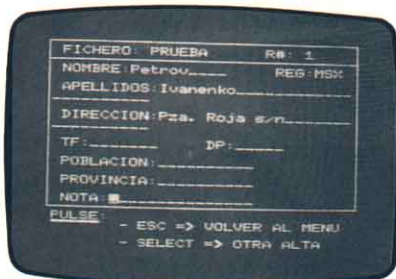 FICHERO: PRUEBA R#: 1
NOMBRE:Petrov____ REG:MSX
APELLIDOS:Ivanenko
DIRECCION:Pza. Roja s/n
TF: DP:
POBLACION:
PROVINCIA:
NOTA:
PULSE:
- ESC => VOLVER AL MENU
- SELECT => OTRA ALTA